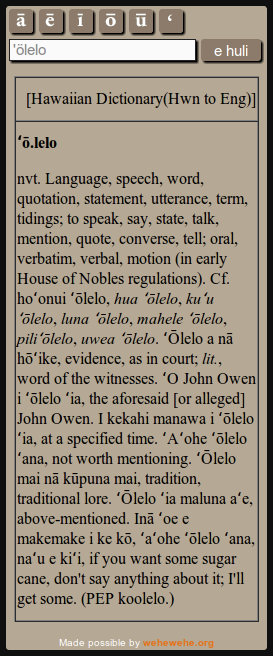 ā ē ī ō ū ʻ
ʻōlelo e huli
[Hawaiian Dictionary(Hwn to Eng)]
ʻō.lelo
nvt. Language, speech, word,
quotation, statement, utterance, term,
tidings; to speak, say, state, talk,
mention, quote, converse, tell; oral,
verbatim, verbal, motion (in early
House of Nobles regulations). Cf.
hoʻonui ʻōlelo, hua ʻōlelo, kuʻu
ʻōlelo, luna ʻōlelo, mahele ʻōlelo,
piliʻōlelo, uwea ʻōlelo. ʻŌlelo a nā
hōʻike, evidence, as in court; lit.,
word of the witnesses. ʻO John Owen
i ʻōlelo ʻia, the aforesaid [or alleged]
John Owen. I kekahi manawa i ʻōlelo
ʻia, at a specified time. ʻAʻohe ʻōlelo
ʻana, not worth mentioning. ʻŌlelo
mai nā kūpuna mai, tradition,
traditional lore. ʻŌlelo ʻia maluna aʻe,
above-mentioned. Inā ʻoe e
makemake i ke kō, ʻaʻohe ʻōlelo ʻana,
naʻu e kiʻi, if you want some sugar
cane, don't say anything about it; I'll
get some. (PEP koolelo.)
Made possible by wehewehe.org